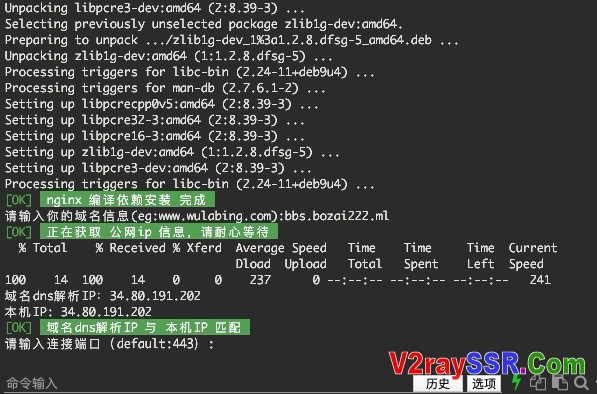 Unpacking libpcre3-dev:amd64 (2:8.39-3) ...
Selecting previously unselected package zlib1g-dev:amd64.
Preparing to unpack .../zlib1g-dev_1%3a1.2.8.dfsg-5_amd64.deb ...
Unpacking zlib1g-dev:amd64 (1:1.2.8.dfsg-5) ...
Processing triggers for libc-bin (2.24-11+deb9u4) ...
Processing triggers for man-db (2.7.6.1-2) ...
Setting up libpcrecpp0v5:amd64 (2:8.39-3) ...
Setting up libpcre32-3:amd64 (2:8.39-3) ...
Setting up libpcre16-3:amd64 (2:8.39-3) ...
Setting up zlib1g-dev:amd64 (1:1.2.8.dfsg-5) ...
Setting up libpcre3-dev:amd64 (2:8.39-3) ...
Processing triggers for libc-bin (2.24-11+deb9u4) ...
[OK] nginx 编译依赖安装 完成
请输入你的域名信息(eg:www.wulabing.com):bbs.bozai222.ml
[OK] 正在获取 公网ip 信息，请耐心等待
% Total % Received % Xferd Average Speed Time Time Time Current
Dload Upload Total Spent Left Speed
100 14 100 14 0 0 237 0 --:--:-- --:--:-- --:--:-- 241
域名dns解析IP: 34.80.191.202
本机IP: 34.80.191.202
[OK] 域名dns解析IP 与 本机IP 匹配
请输入连接端口 (default:443) :
V2raySSR.Com
命令输入 历史 选项